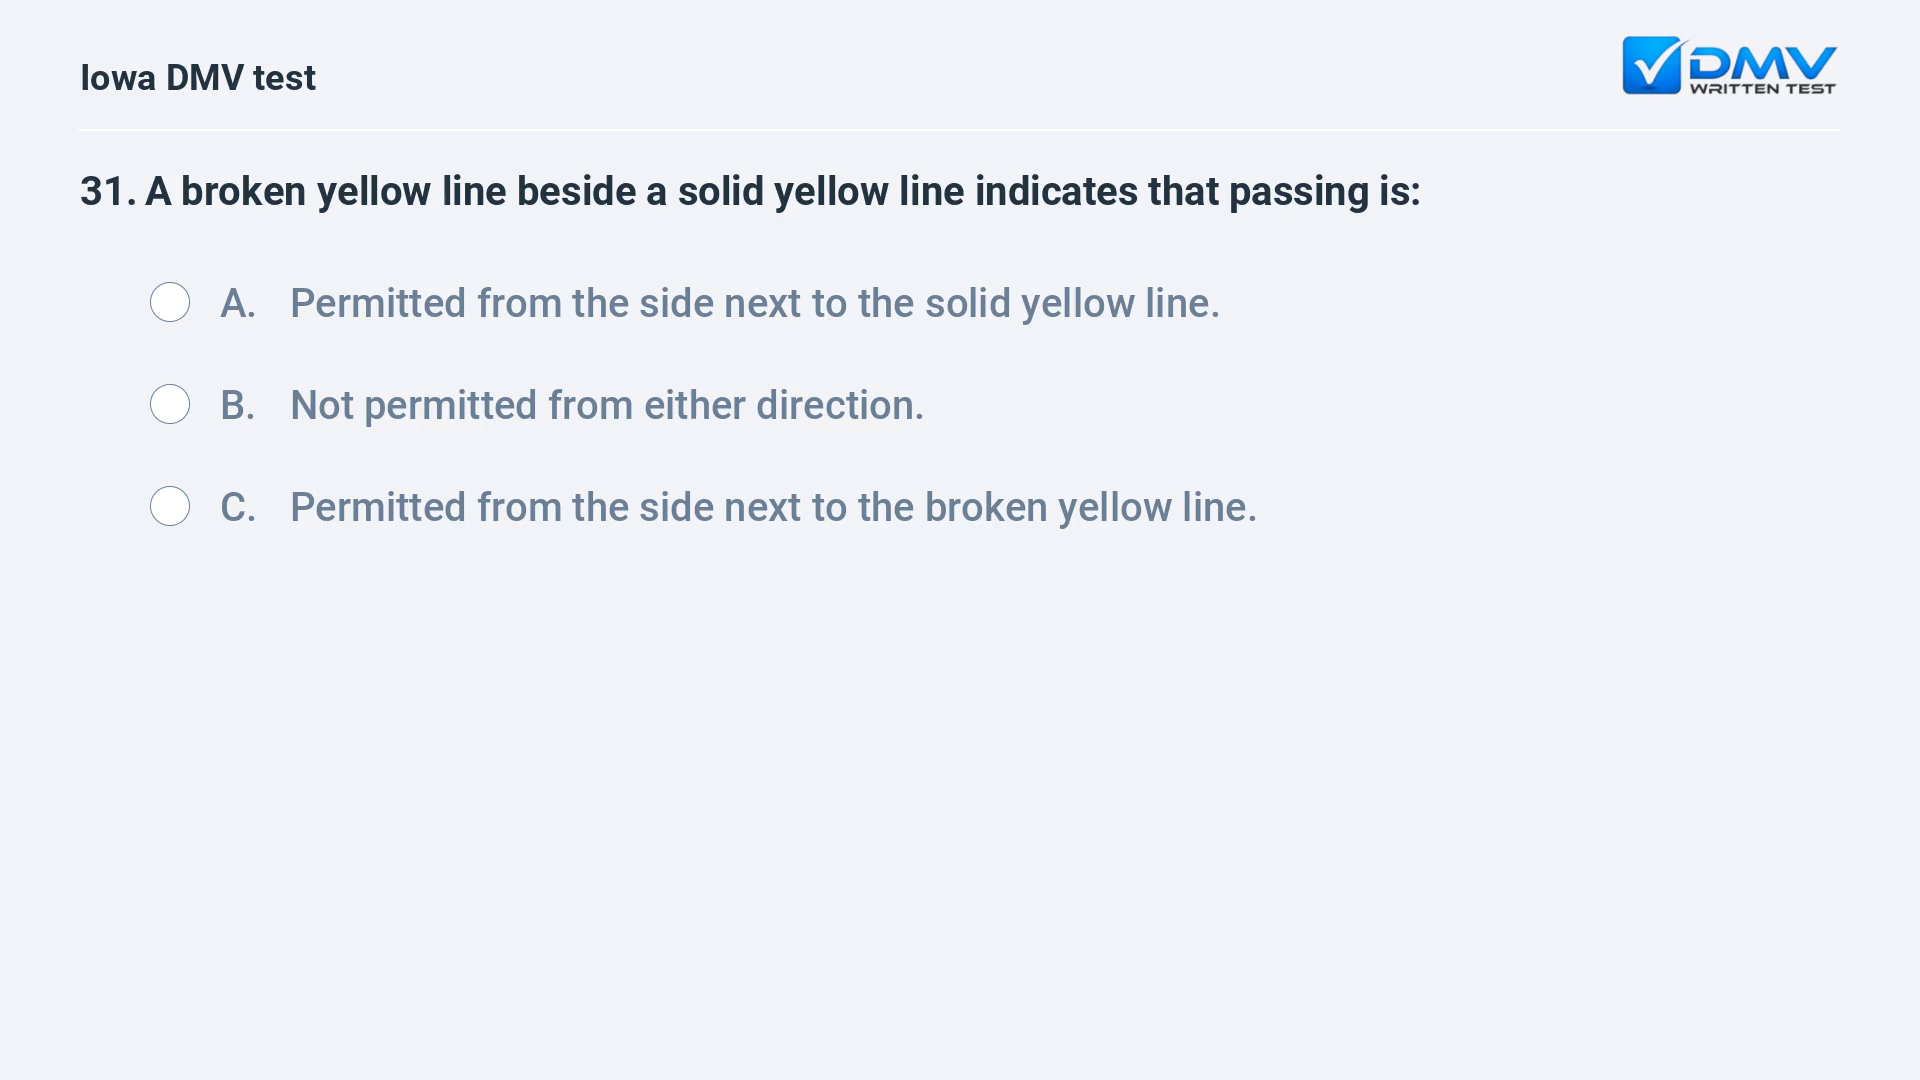 Iowa DMV test
DMV
WRITTEN TEST
31. A broken yellow line beside a solid yellow line indicates that passing is:
A. Permitted from the side next to the solid yellow line.
B. Not permitted from either direction.
C. Permitted from the side next to the broken yellow line.